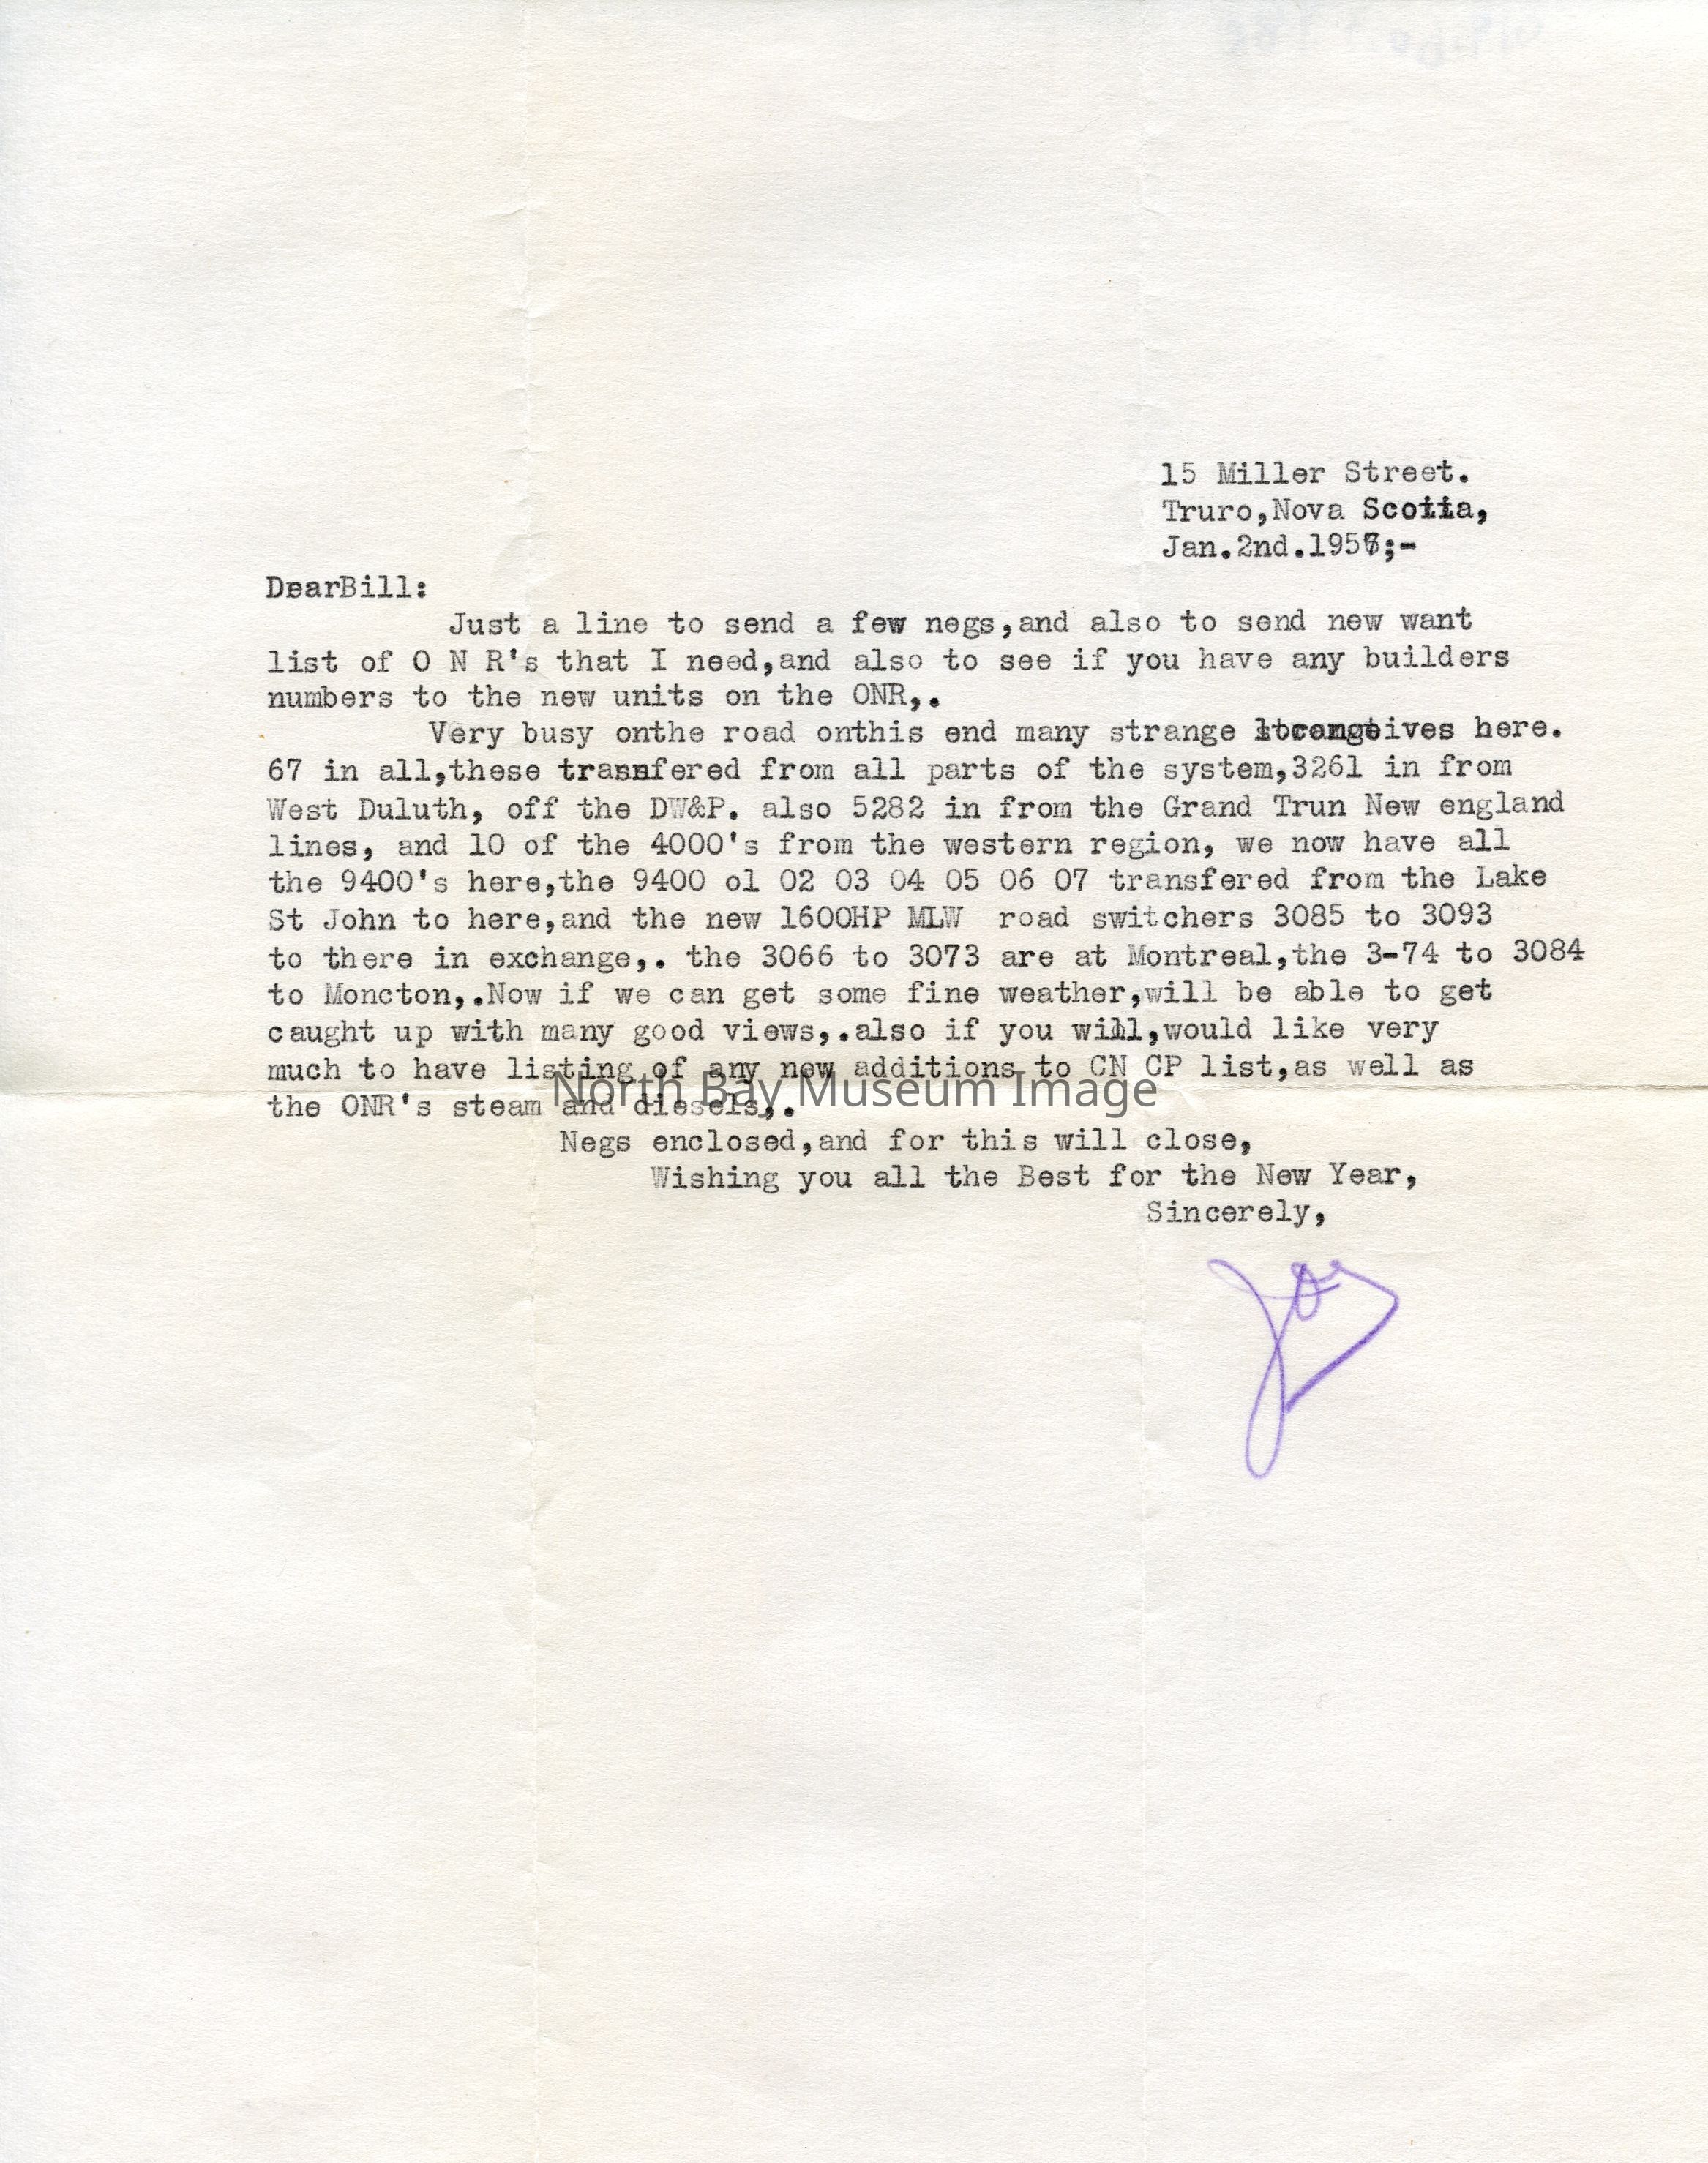 15 Miller Street.
Truro,Nova Scotia,
Jan.2nd.1957;-
DearBill:
Just a line to send a few negs,and also to send new want
list of O N R's that I need,and also to see if you have any builders
numbers to the new units on the ONR,.
Very busy onthe road onthis end many strange locomotives here.
67 in all,these transfered from all parts of the system,3261 in from
West Duluth, off the DW&P. also 5282 in from the Grand Trun New england
lines, and 10 of the 4000's from the western region, we now have all
the 9400's here,the 9400 ol 02 03 04 05 06 07 transfered from the Lake
St John to here,and the new 1600HP MLW road switchers 3085 to 3093
to there in exchange,. the 3066 to 3073 are at Montreal,the 3-74 to 3084
to Moncton,.Now if we can get some fine weather,will be able to get
caught up with many good views,.also if you will,would like very
much to have listing of any new additions to CN CP list,as well as
North Bay Museum Image
the ONR's steam and diesels,.
Negs enclosed,and for this will close,
Wishing you all the Best for the New Year,
Sincerely,
Joe